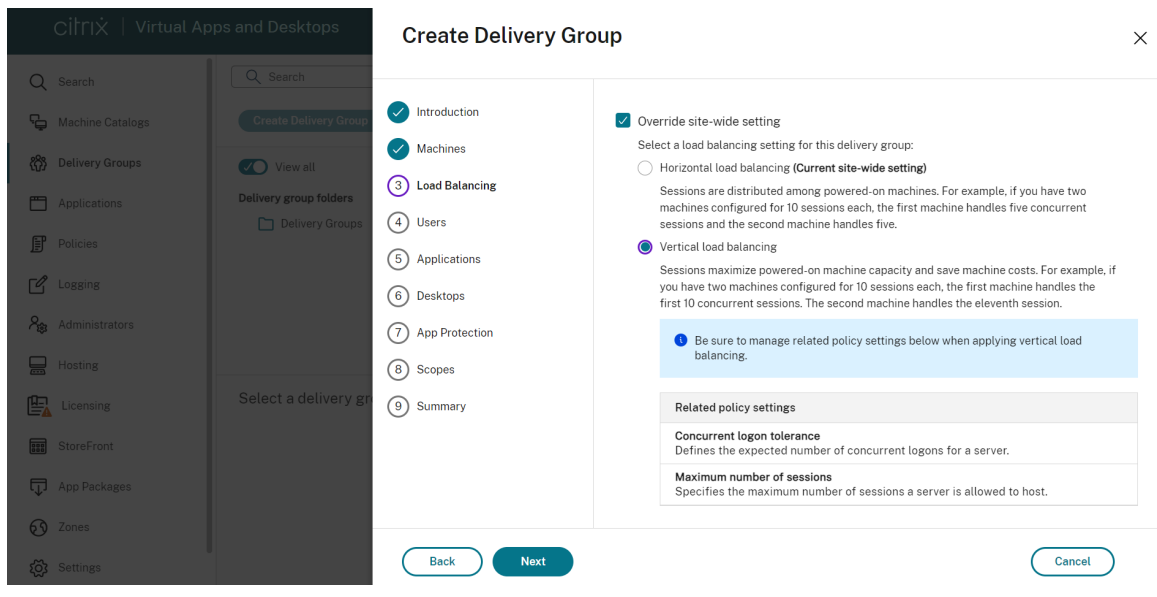 citrix | Virtual Apps and Desktops
Search
Machine Catalogs
Delivery Groups
Applications
Policies
Logging
Administrators
Hosting
Licensing
StoreFront
App Packages
Zones
Settings
Search
Create Delivery Group
View all
Delivery group folders
Delivery Groups
Select a delivery gr
Create Delivery Group
Introduction
Machines
3 Load Balancing
4 Users
5 Applications
6 Desktops
7 App Protection
8 Scopes
9 Summary
Override site-wide setting
Select a load balancing setting for this delivery group:
Horizontal load balancing (Current site-wide setting)
Sessions are distributed among powered-on machines. For example, if you have two
machines configured for 10 sessions each, the first machine handles five concurrent
sessions and the second machine handles five.
Vertical load balancing
Sessions maximize powered-on machine capacity and save machine costs. For example, if
you have two machines configured for 10 sessions each, the first machine handles the
first 10 concurrent sessions. The second machine handles the eleventh session.
Be sure to manage related policy settings below when applying vertical load
balancing.
Related policy settings
Concurrent logon tolerance
Defines the expected number of concurrent logons for a server.
Maximum number of sessions
Specifies the maximum number of sessions a server is allowed to host.
Back
Next
Cancel